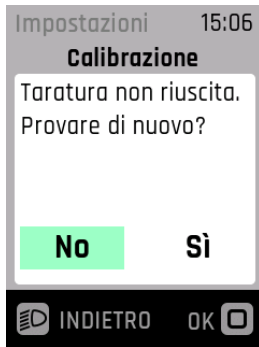 Impostazioni 15:06
Calibrazione
Taratura non riuscita.
Provare di nuovo?
No Sì
INDIETRO OK